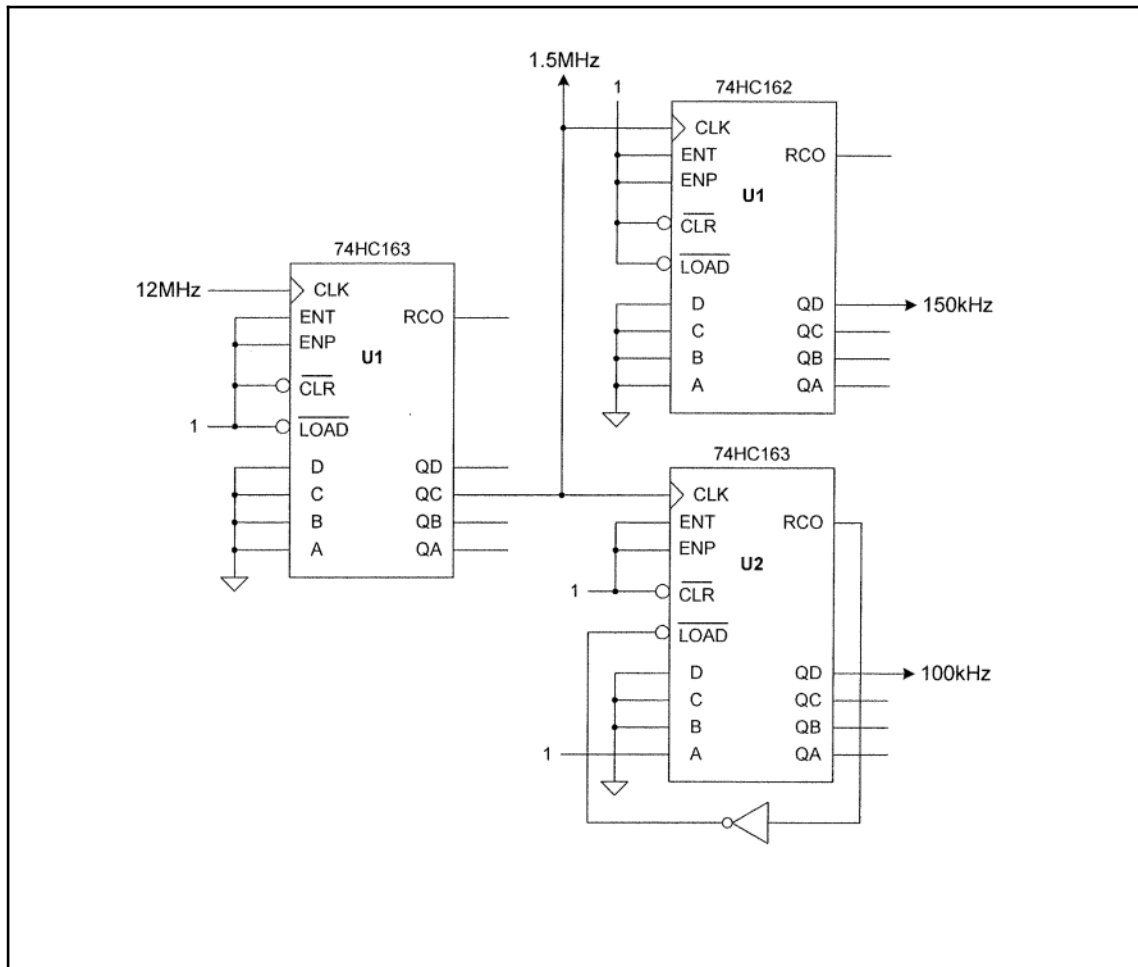 1.5MHz
1
74HC162
CLK
ENT
RCO
ENP
U1
CLR
LOAD
D
QD
150kHz
C
QC
B
QB
A
QA
74HC163
12MHz
CLK
ENT
RCO
ENP
U1
CLR
1
LOAD
D
QD
C
QC
B
QB
A
QA
74HC163
CLK
ENT
RCO
ENP
U2
1
CLR
LOAD
D
QD
100kHz
C
QC
B
QB
1
A
QA